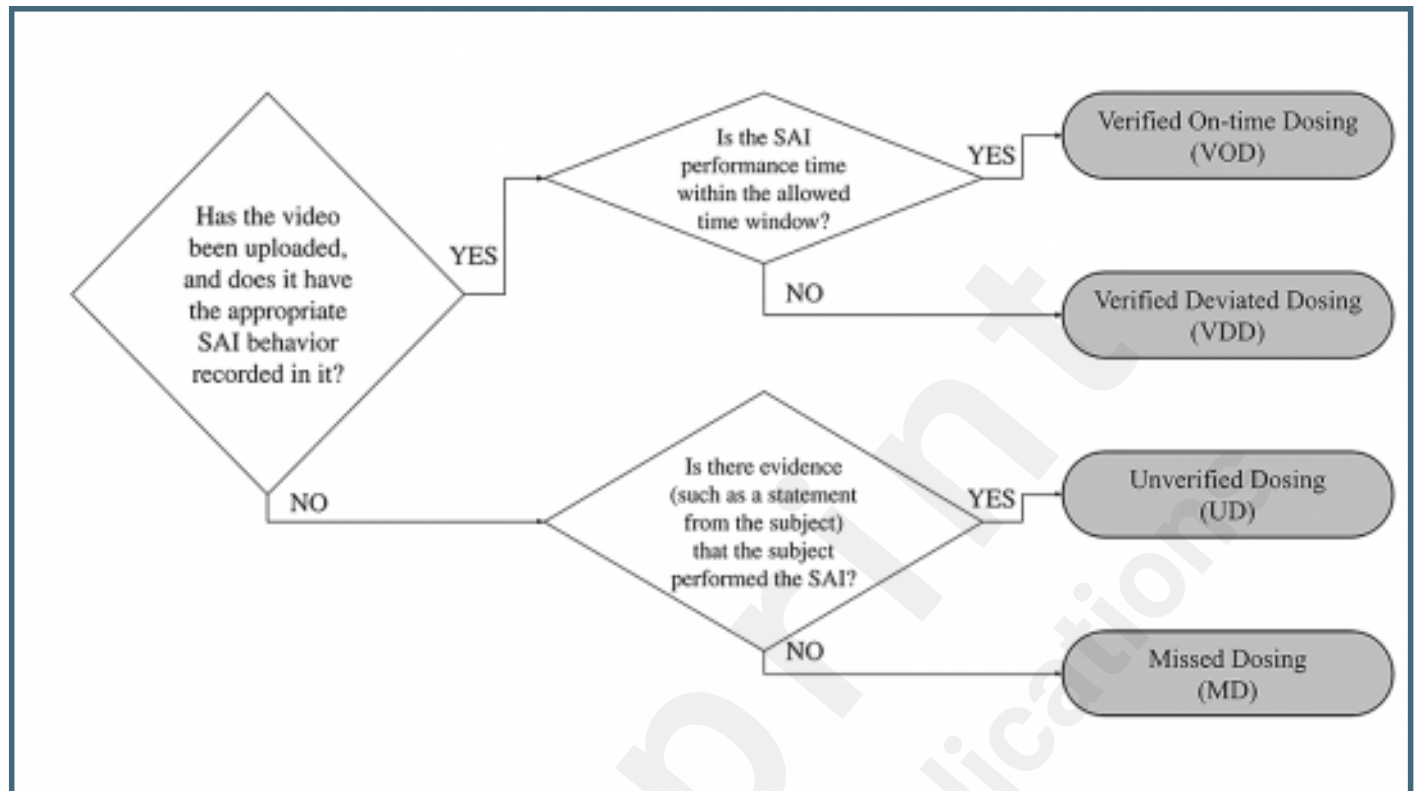 Has the video
been uploaded,
and does it have
the appropriate
SAI behavior
recorded in it?
YES
NO
Is the SAI
performance time
within the allowed
time window?
YES
NO
Verified On-time Dosing
(VOD)
Verified Deviated Dosing
(VDD)
Is there evidence
(such as a statement
from the subject)
that the subject
performed the SAI?
YES
NO
Unverified Dosing
(UD)
Missed Dosing
(MD)
print
lications